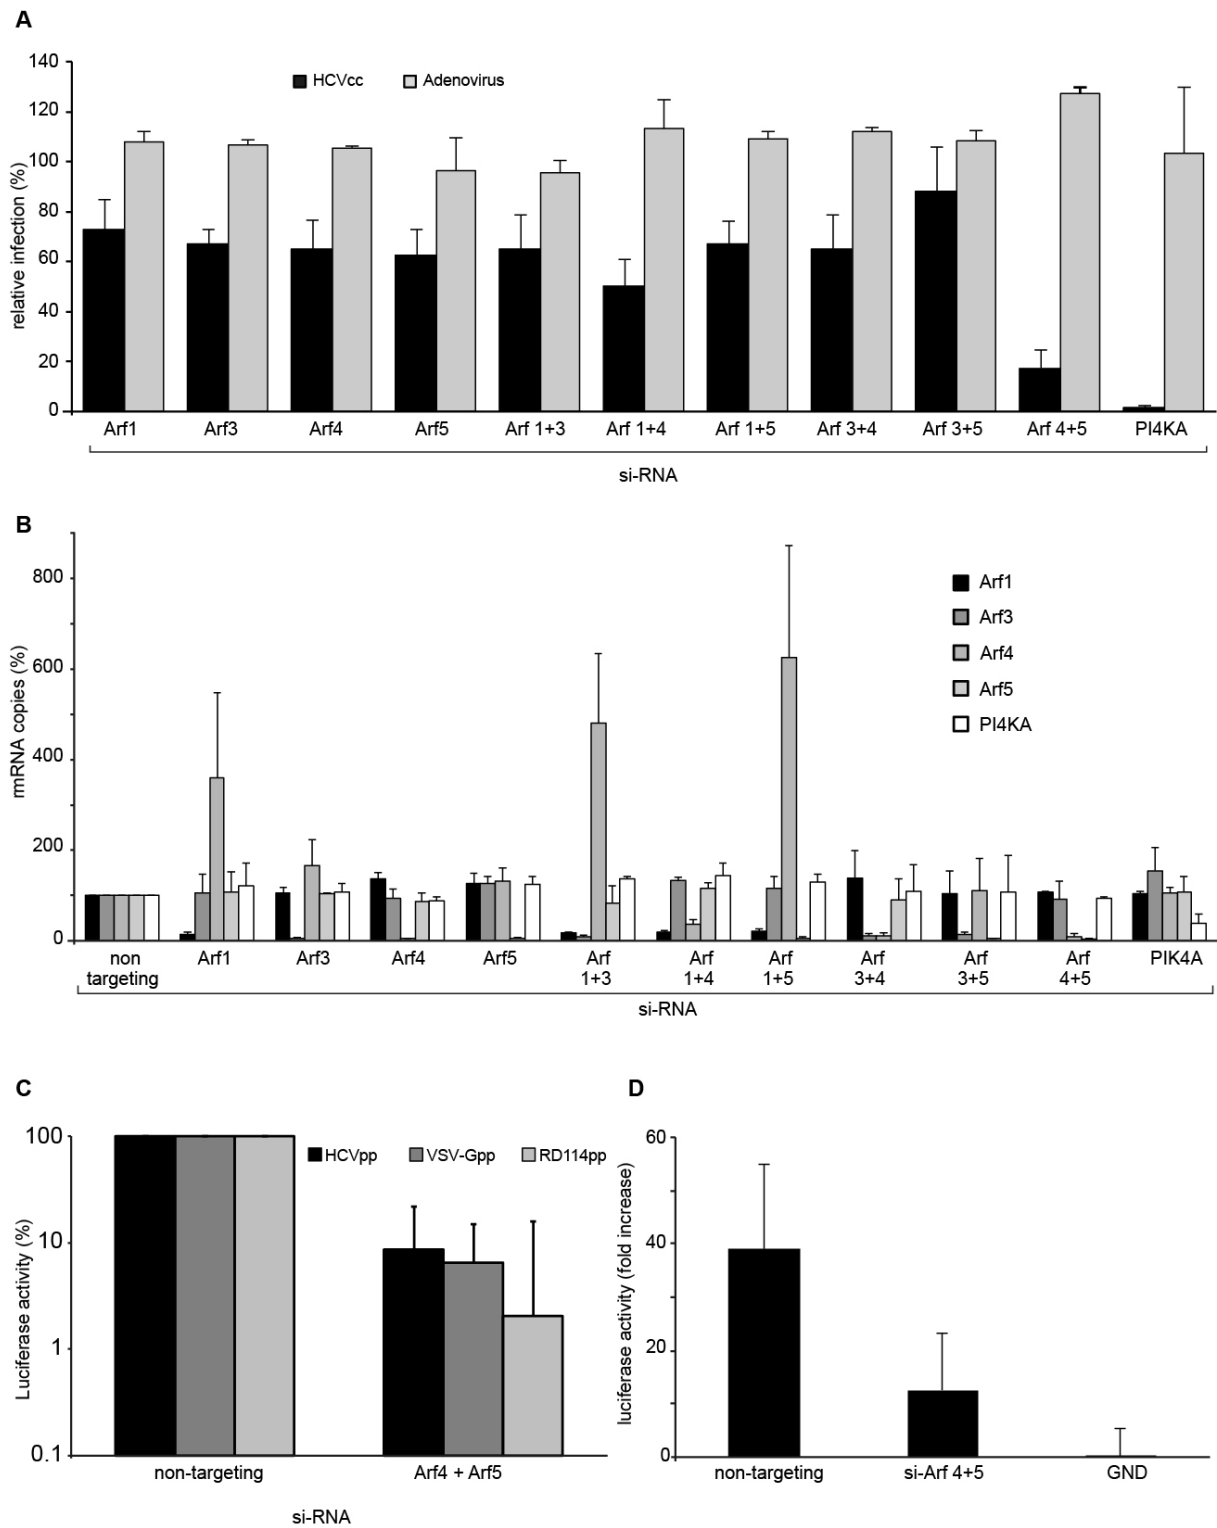 A
140
120
100
80
60
40
20
0
relative infection (%)
HCVcc Adenovirus
Arf1 Arf3 Arf4 Arf5 Arf 1+3 Arf 1+4 Arf 1+5 Arf 3+4 Arf 3+5 Arf 4+5 PI4KA
si-RNA
B
800
600
400
200
0
rmRNA copies (%)
Arf1
Arf3
Arf4
Arf5
PI4KA
non Arf1 Arf3 Arf4 Arf5 Arf Arf Arf Arf Arf Arf PIK4A
targeting 1+3 1+4 1+5 3+4 3+5 4+5
si-RNA
C
100
10
1
0.1
Luciferase activity (%)
HCVpp VSV-Gpp RD114pp
non-targeting Arf4 + Arf5
si-RNA
D
60
40
20
0
luciferase activity (fold increase)
non-targeting si-Arf 4+5 GND